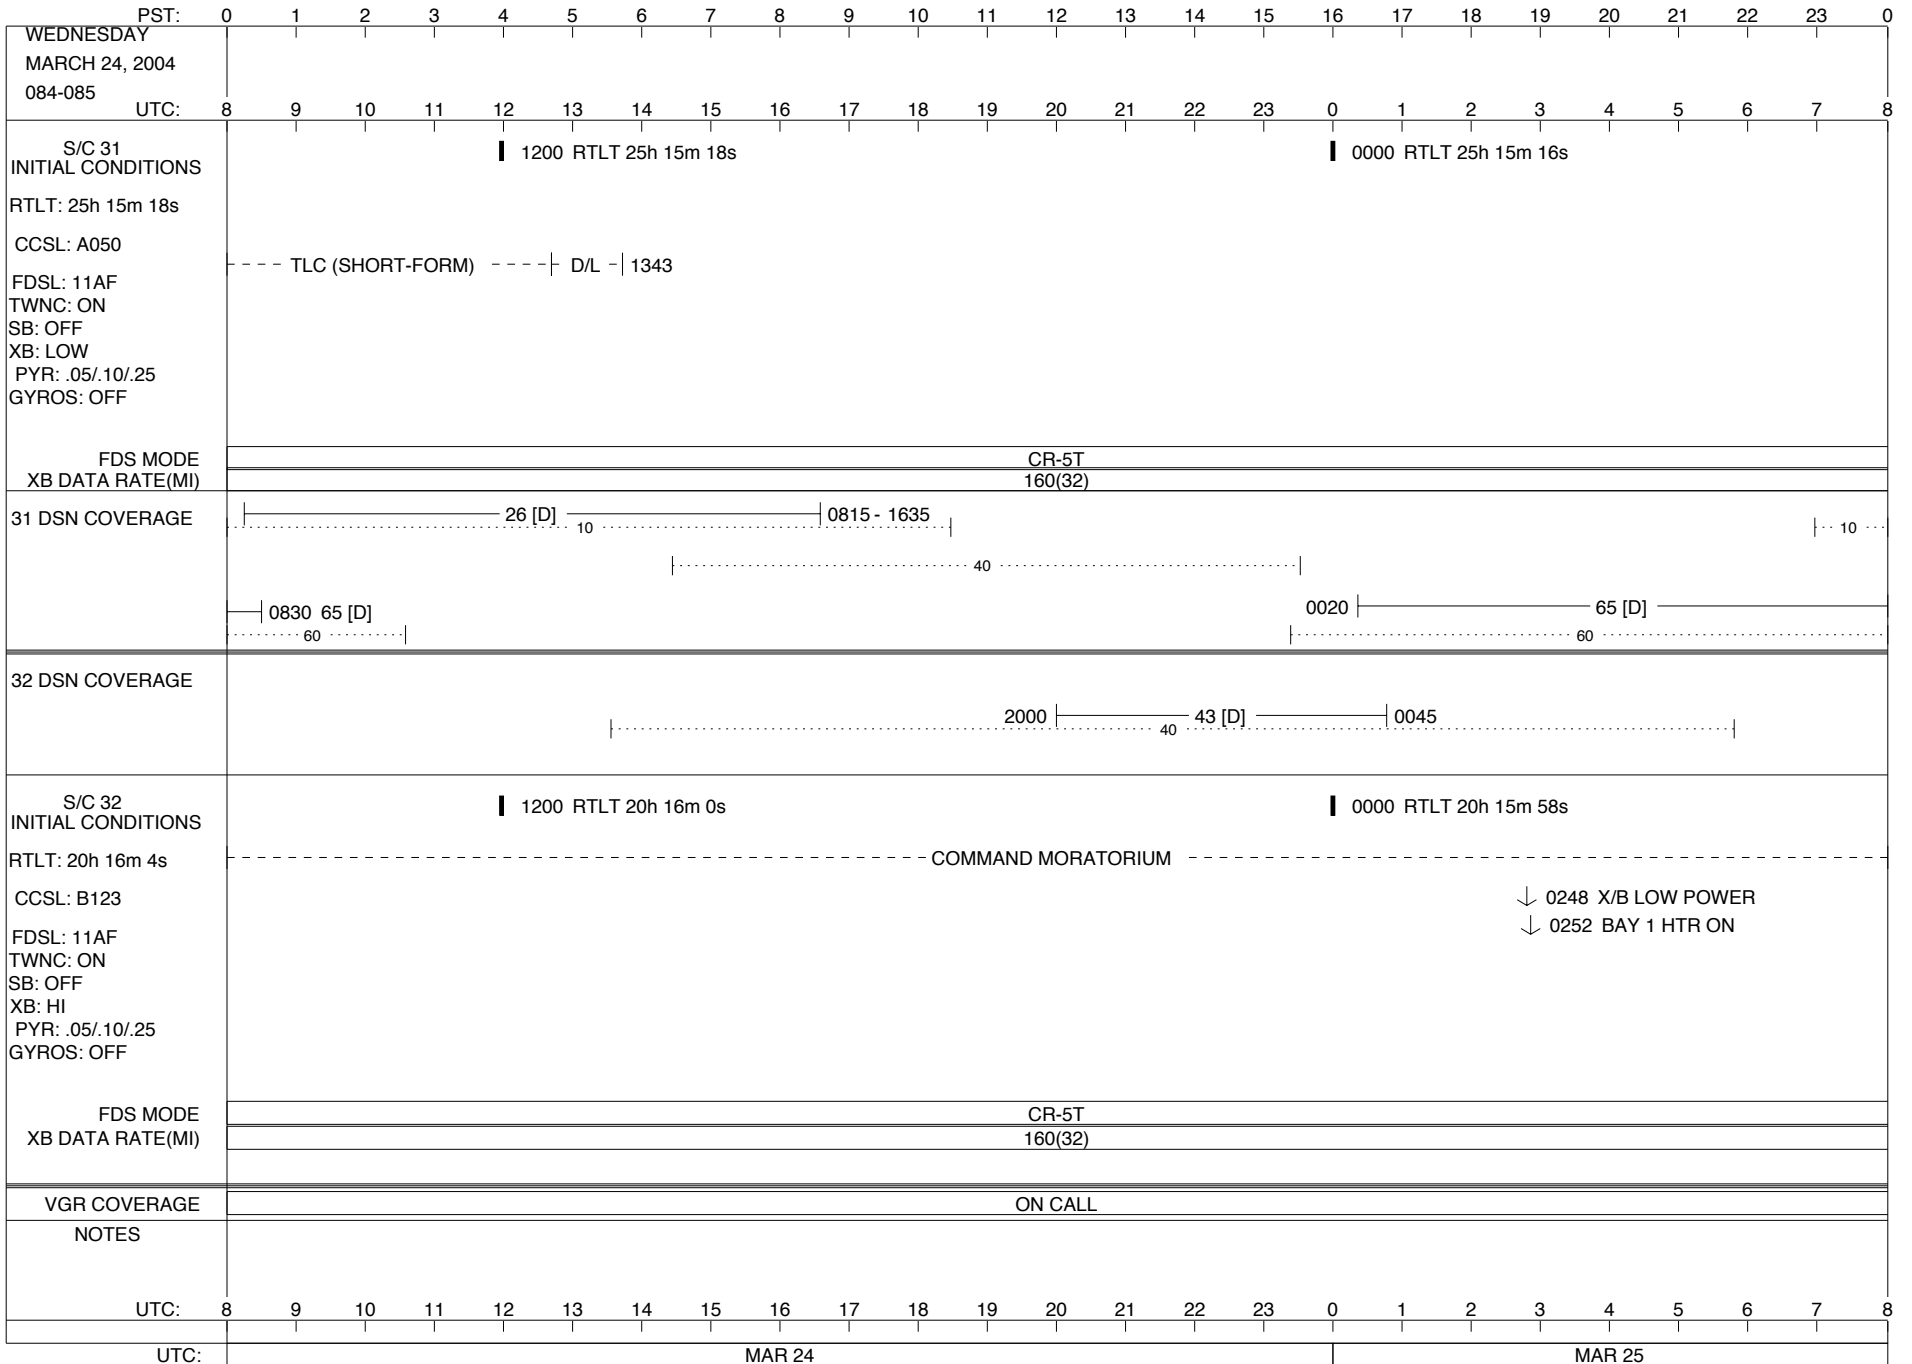 PST: 0 1 2 3 4 5 6 7 8 9 10 11 12 13 14 15 16 17 18 19 20 21 22 23 0
WEDNESDAY
MARCH 24, 2004
084-085
UTC: 8 9 10 11 12 13 14 15 16 17 18 19 20 21 22 23 0 1 2 3 4 5 6 7 8
S/C 31
INITIAL CONDITIONS
1200 RTLT 25h 15m 18s
0000 RTLT 25h 15m 16s
RTLT: 25h 15m 18s
CCSL: A050
TLC (SHORT-FORM) D/L 1343
FDSL: 11AF
TWNC: ON
SB: OFF
XB: LOW
PYR: .05/.10/.25
GYROS: OFF
FDS MODE CR-5T
XB DATA RATE(MI) 160(32)
31 DSN COVERAGE
26 [D] 0815 - 1635
10 10
40
0830 65 [D]
0020 65 [D]
60 60
32 DSN COVERAGE
2000 43 [D] 0045
40
S/C 32
INITIAL CONDITIONS
1200 RTLT 20h 16m 0s
0000 RTLT 20h 15m 58s
RTLT: 20h 16m 4s
COMMAND MORATORIUM
CCSL: B123
0248 X/B LOW POWER
0252 BAY 1 HTR ON
FDSL: 11AF
TWNC: ON
SB: OFF
XB: HI
PYR: .05/.10/.25
GYROS: OFF
FDS MODE CR-5T
XB DATA RATE(MI) 160(32)
VGR COVERAGE ON CALL
NOTES
UTC: 8 9 10 11 12 13 14 15 16 17 18 19 20 21 22 23 0 1 2 3 4 5 6 7 8
UTC: MAR 24 MAR 25